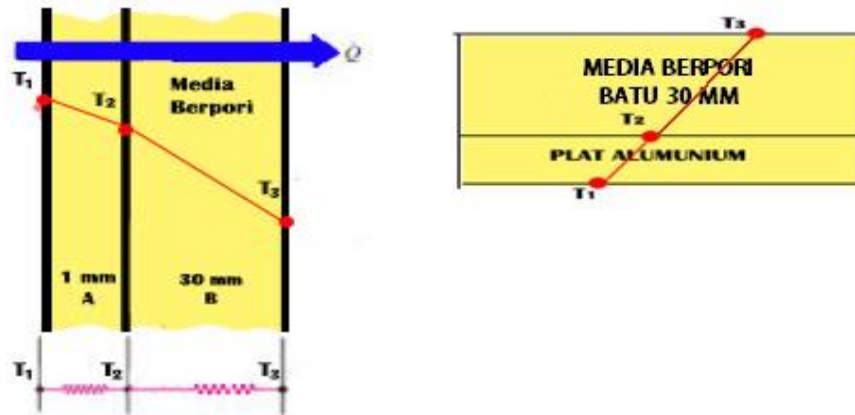 Q̇
T₁
T₂
Media
Berpori
T₃
1 mm
A
30 mm
B
T₁ T₂ T₃
T₃
MEDIA BERPORI
BATU 30 MM
T₂
PLAT ALUMUNIUM
T₁